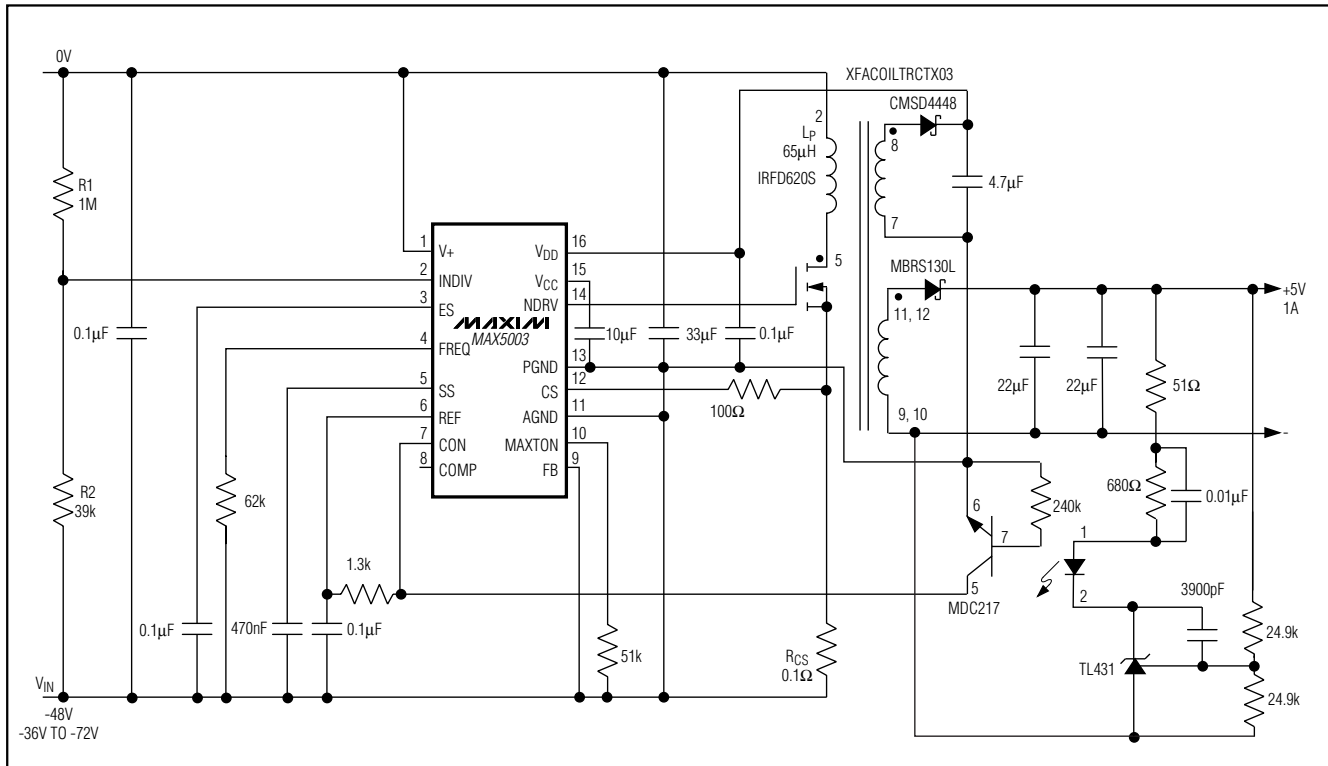 0V
XFACOILTRCTX03
CMSD4448
2
LP
65µH
8
IRFD620S
4.7µF
7
R1
1M
1
V+
VDD
16
2
INDIV
VCC
15
3
ES
NDRV
14
5
MBRS130L
+5V
1A
11, 12
0.1µF
MAXIM
MAX5003
4
FREQ
10µF
33µF
0.1µF
PGND
13
5
SS
CS
12
100Ω
22µF
22µF
51Ω
6
REF
AGND
11
9, 10
-
7
CON
MAXTON
10
8
COMP
FB
9
R2
39k
62k
6
240k
680Ω
0.01µF
7
1
1.3k
5
MDC217
2
3900pF
0.1µF
470nF
0.1µF
51k
RCS
0.1Ω
24.9k
TL431
24.9k
VIN
-48V
-36V TO -72V